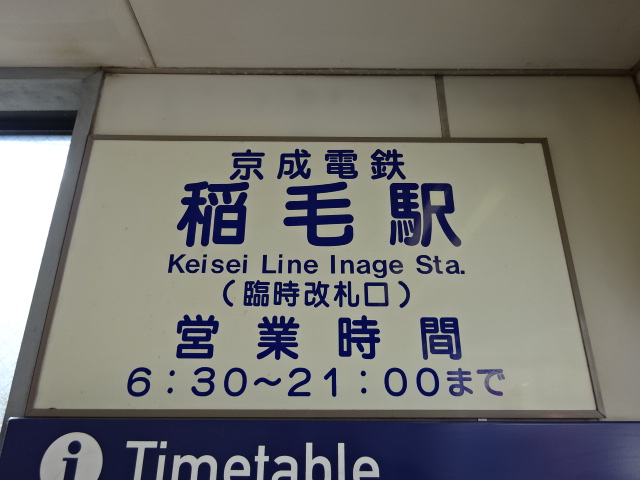 京成電鉄
稲毛駅
Keisei Line Inage Sta.
（臨時改札口）
営業時間
6：30〜21：00まで
i Timetable